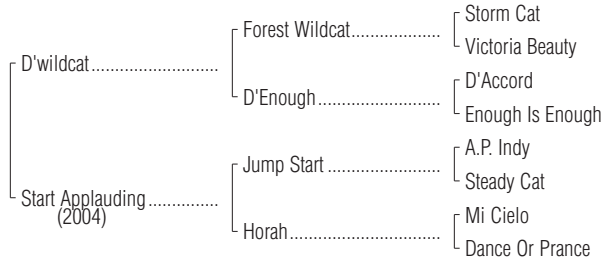 Storm Cat
Forest Wildcat....................
Victoria Beauty
D'wildcat............................
D'Accord
D'Enough...........................
Enough Is Enough
A.P. Indy
Jump Start .........................
Steady Cat
Start Applauding...............
(2004)
Mi Cielo
Horah.................................
Dance Or Prance